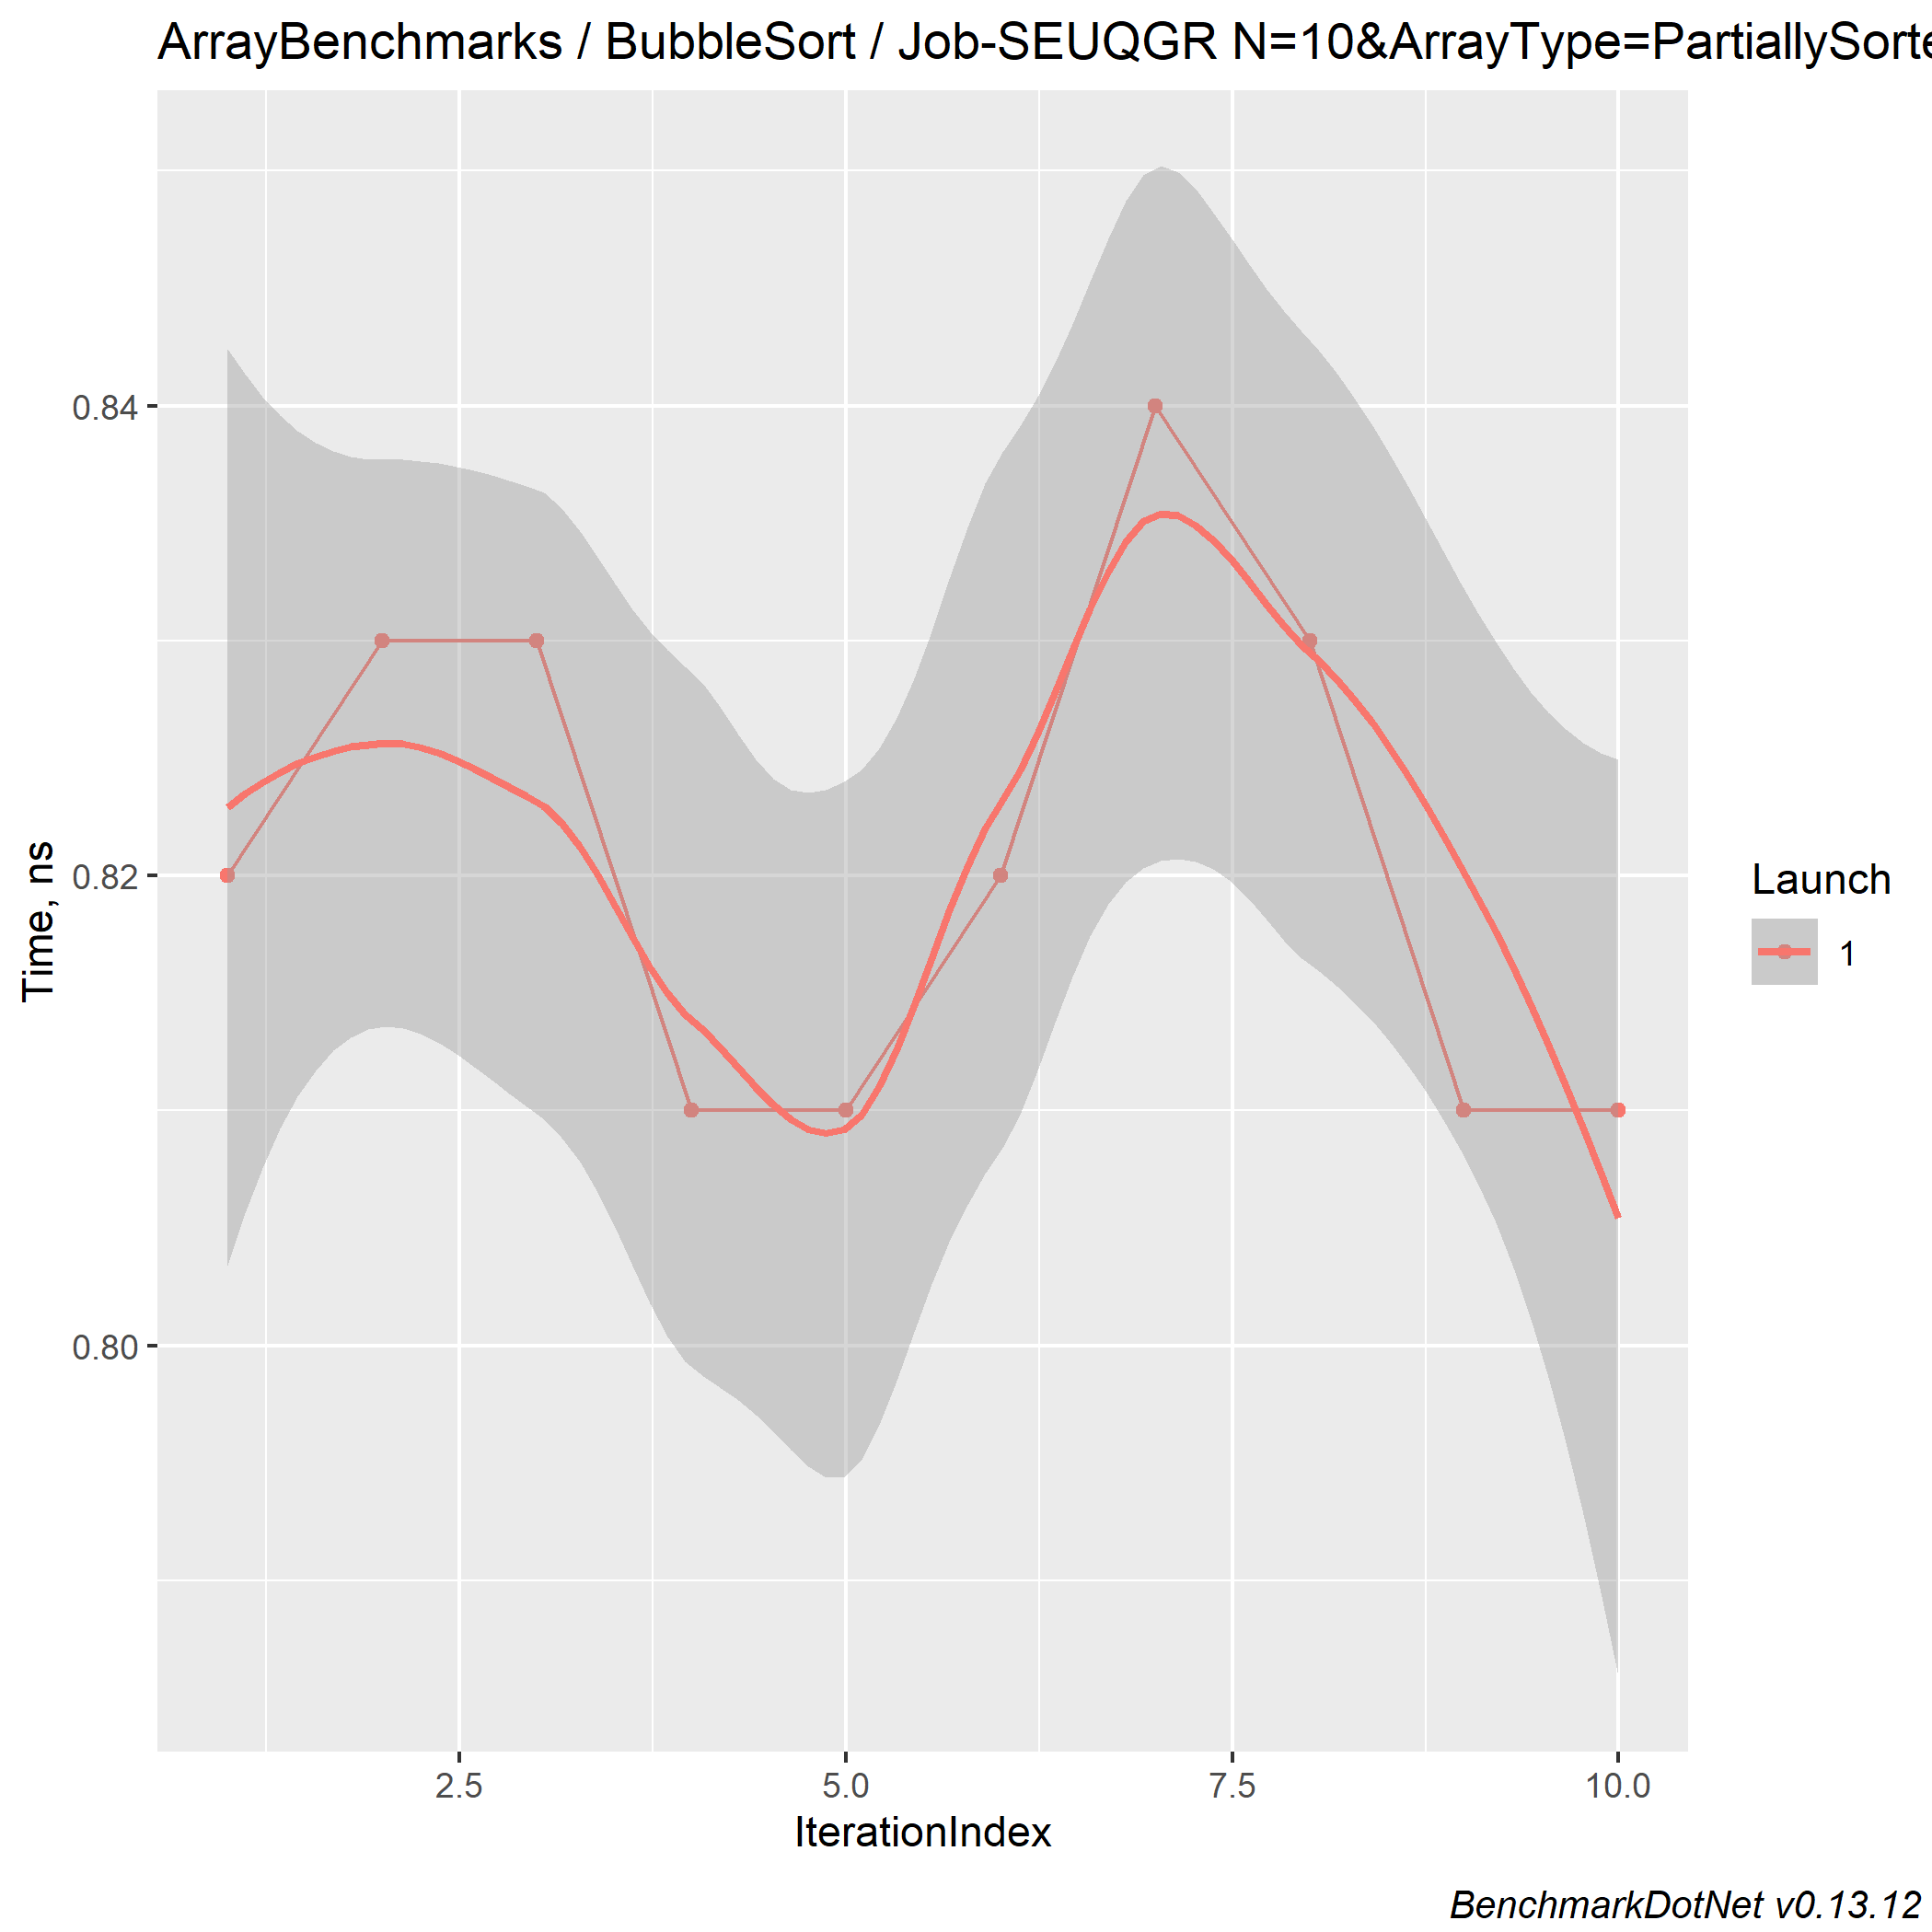 ArrayBenchmarks / BubbleSort / Job-SEUQGR N=10&ArrayType=PartiallySorte
0.84
0.82
0.80
Time, ns
2.5 5.0 7.5 10.0
IterationIndex
Launch
1
BenchmarkDotNet v0.13.12